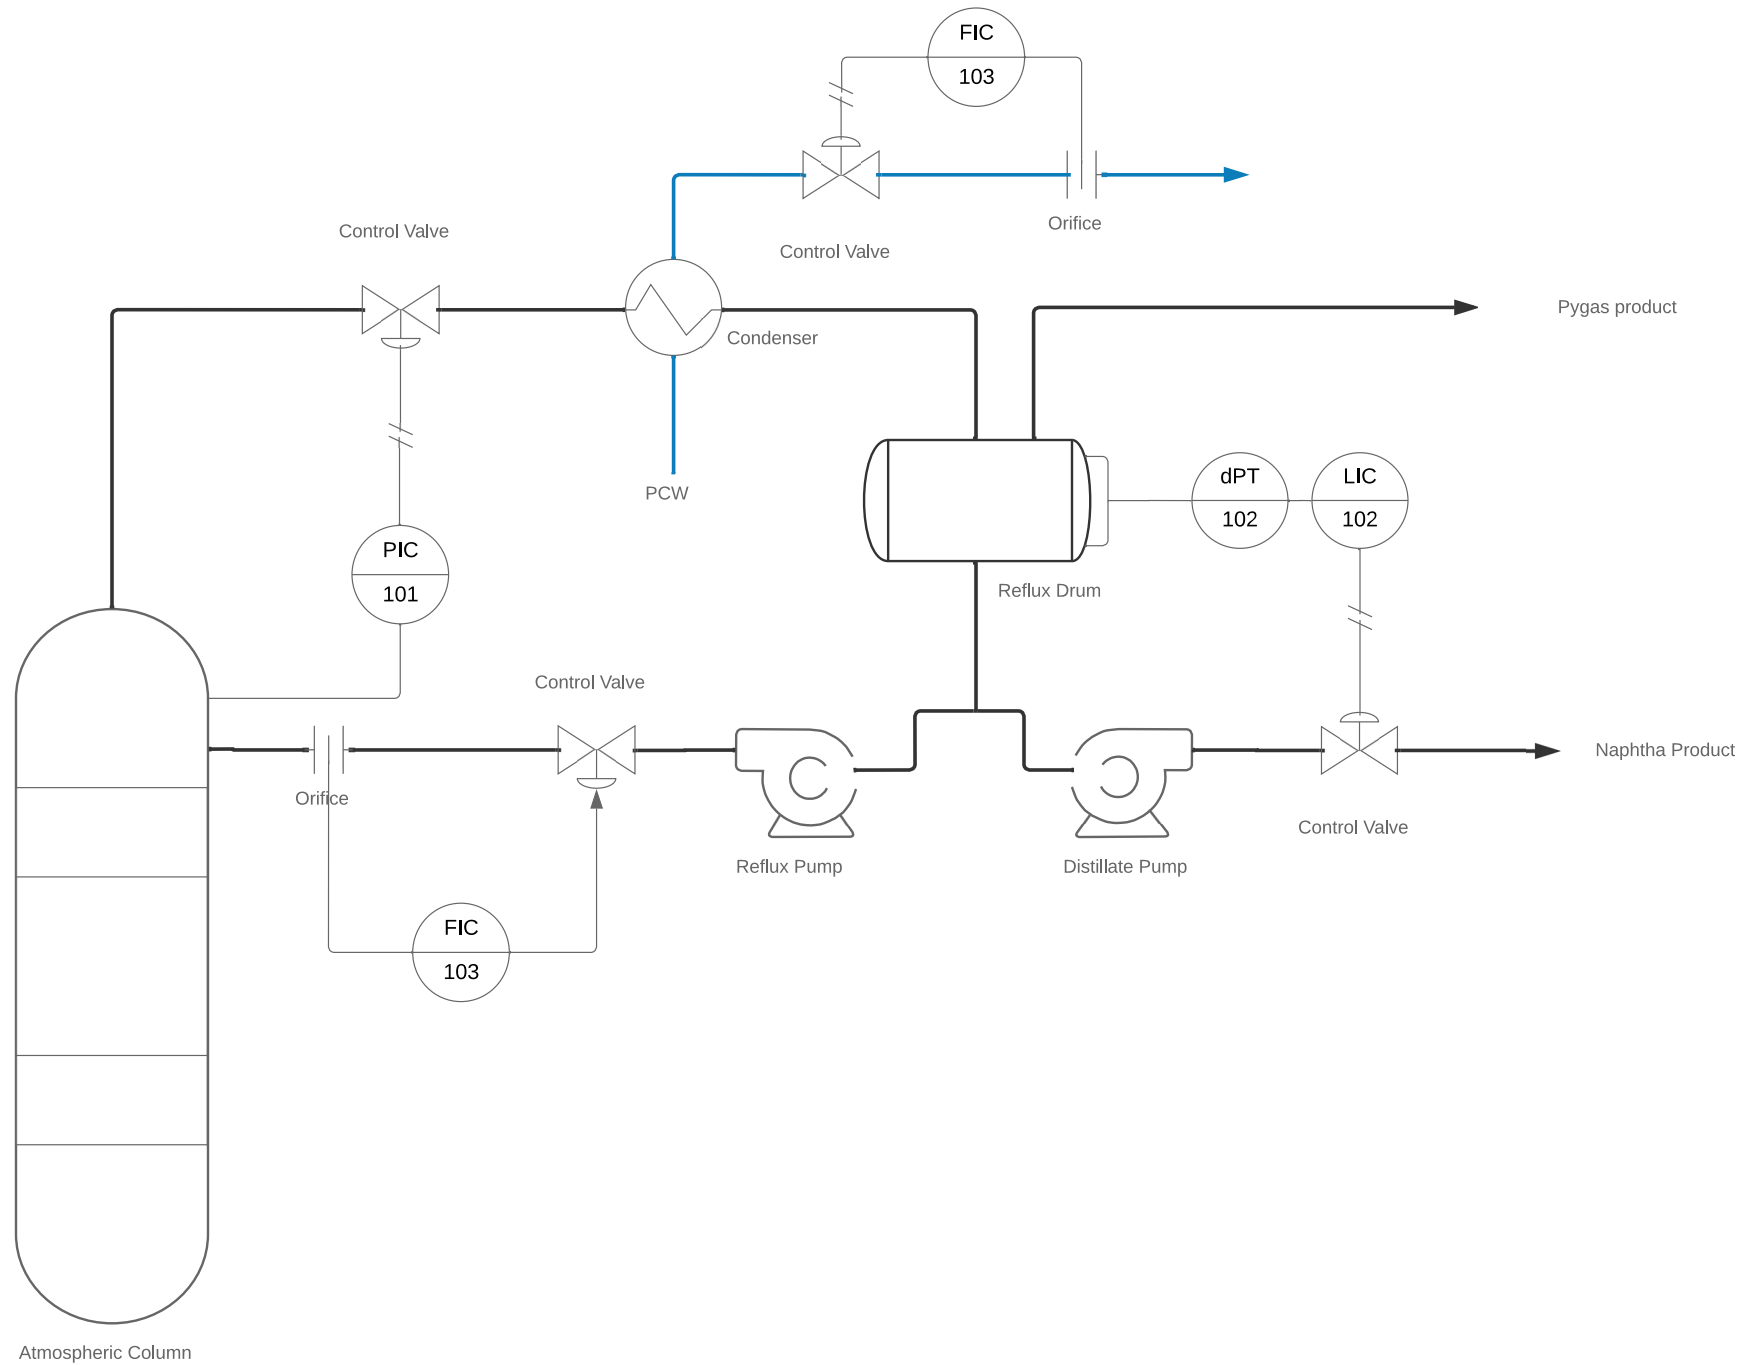 FIC
103
Orifice
Control Valve
Control Valve
Pygas product
Condenser
PCW
dPT
102
LIC
102
PIC
101
Reflux Drum
Control Valve
Naphtha Product
Orifice
Control Valve
Reflux Pump
Distillate Pump
FIC
103
Atmospheric Column